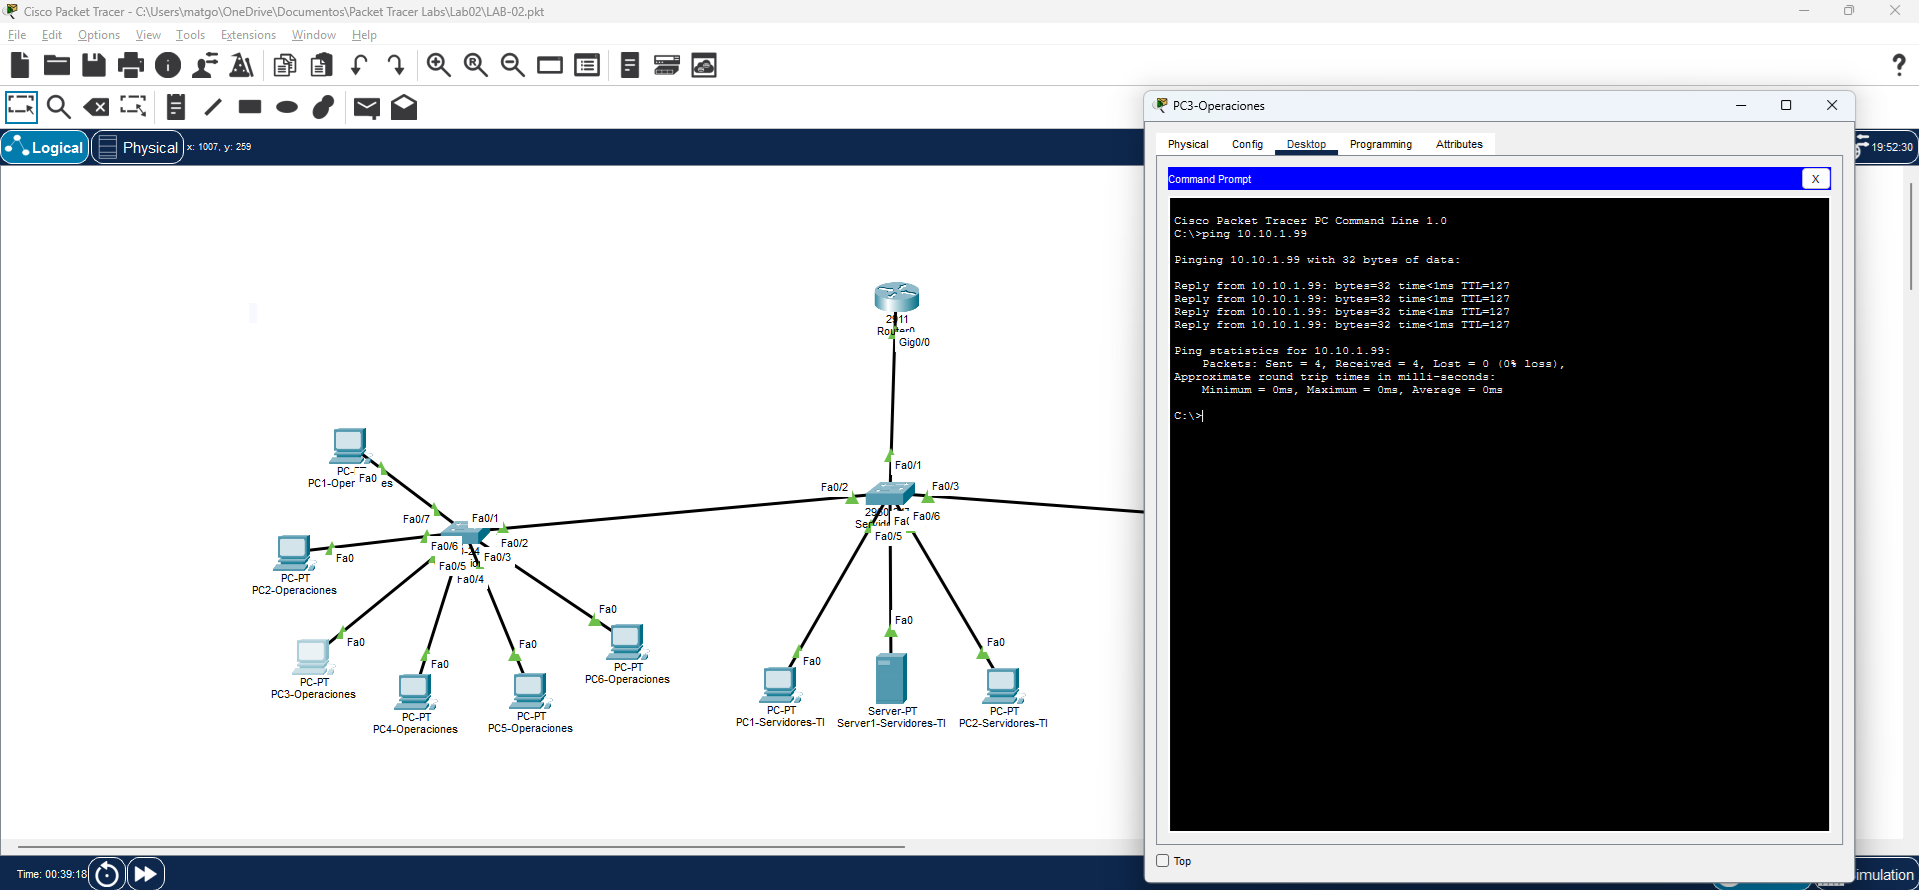 Cisco Packet Tracer - C:\Users\matgo\OneDrive\Documentos\Packet Tracer Labs\Lab02\LAB-02.pkt
File Edit Options View Tools Extensions Window Help
?
Logical Physical x: 1007, y: 259
19:52:30
2911
Router0
Gig0/0
Fa0/1
Fa0/2
Fa0/3
Fa0/6
Fa0/5
PC1-Oper
Fa0
es
Fa0/7
Fa0/1
Fa0/6
Fa0/2
Fa0/5
Fa0/3
Fa0/4
Fa0
PC-PT
PC2-Operaciones
Fa0
PC-PT
PC3-Operaciones
Fa0
PC-PT
PC4-Operaciones
Fa0
PC-PT
PC5-Operaciones
Fa0
PC-PT
PC6-Operaciones
Fa0
PC-PT
PC1-Servidores-TI
Fa0
Server-PT
Server1-Servidores-TI
Fa0
PC-PT
PC2-Servidores-TI
PC3-Operaciones
Physical Config Desktop Programming Attributes
Command Prompt
X
Cisco Packet Tracer PC Command Line 1.0
C:\>ping 10.10.1.99
Pinging 10.10.1.99 with 32 bytes of data:
Reply from 10.10.1.99: bytes=32 time<1ms TTL=127
Reply from 10.10.1.99: bytes=32 time<1ms TTL=127
Reply from 10.10.1.99: bytes=32 time<1ms TTL=127
Reply from 10.10.1.99: bytes=32 time<1ms TTL=127
Ping statistics for 10.10.1.99:
Packets: Sent = 4, Received = 4, Lost = 0 (0% loss),
Approximate round trip times in milli-seconds:
Minimum = 0ms, Maximum = 0ms, Average = 0ms
C:\>
Top
Time: 00:39:18
imulation